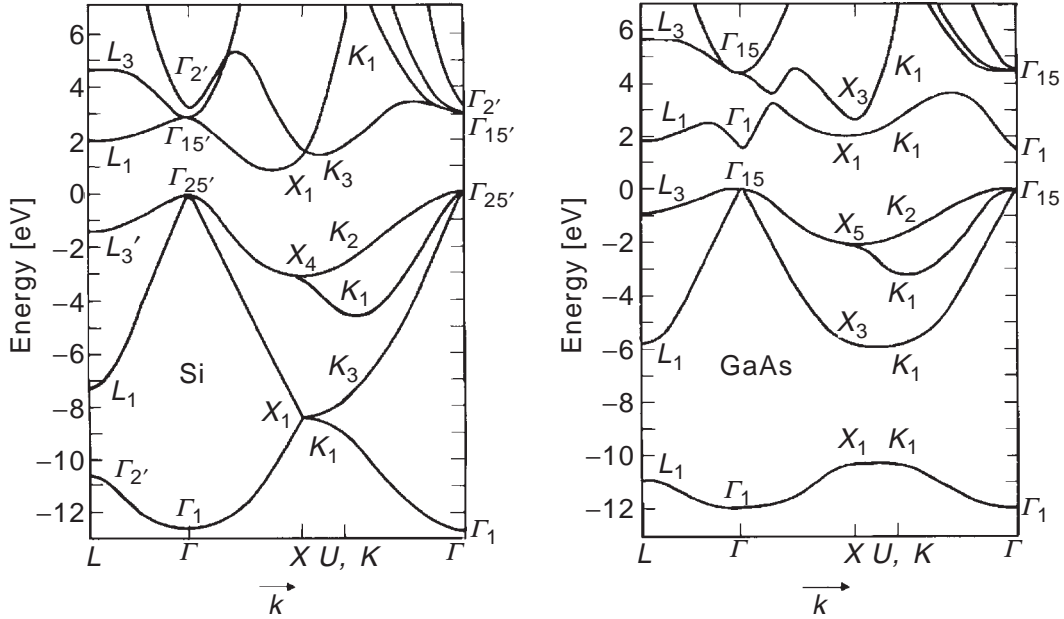 Energy [eV]
6
4
2
0
−2
−4
−6
−8
−10
−12
L₃
Γ₂′
K₁
Γ₂′
Γ₁₅′
Γ₁₅′
L₁
K₃
X₁
Γ₂₅′
Γ₂₅′
L₃′
K₂
X₄
K₁
Si
K₃
L₁
X₁
K₁
Γ₂′
Γ₁
Γ₁
L Γ X U, K Γ
k
Energy [eV]
6
4
2
0
−2
−4
−6
−8
−10
−12
L₃
Γ₁₅
K₁
Γ₁₅
X₃
L₁
Γ₁
K₁
X₁
Γ₁
Γ₁₅
Γ₁₅
L₃
K₂
X₅
K₁
X₃
L₁
K₁
GaAs
X₁ K₁
L₁
Γ₁
Γ₁
L Γ X U, K Γ
k